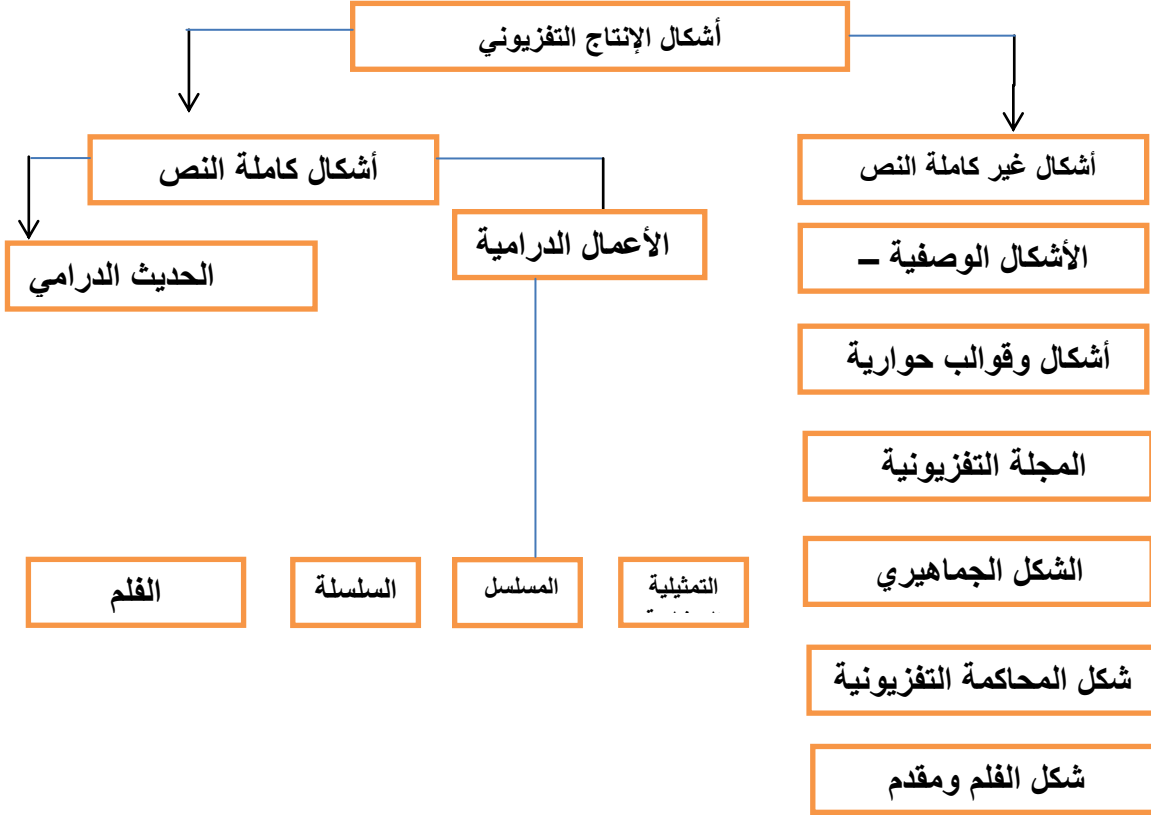 أشكال الإنتاج التفزيوني
أشكال غير كاملة النص
أشكال كاملة النص
الأعمال الدرامية
الحديث الدرامي
الأشكال الوصفية –
أشكال وقوالب حوارية
المجلة التفزيونية
الشكل الجماهيري
التمثيلية
المسلسل
السلسلة
الفلم
شكل المحاكمة التفزيونية
شكل الفلم ومقدم